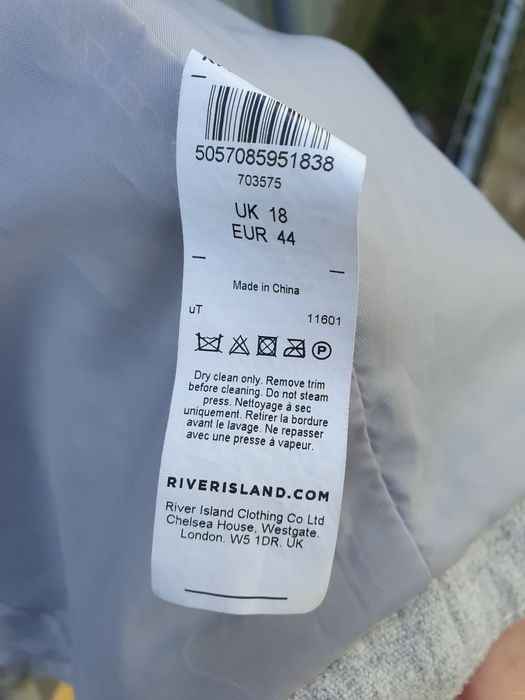 5057085951838
703575
UK 18
EUR 44
Made in China
uT 11601
P
Dry clean only. Remove trim
before cleaning. Do not steam
press. Nettoyage à sec
uniquement. Retirer la bordure
avant le lavage. Ne repasser
avec une presse à vapeur.
RIVERISLAND.COM
River Island Clothing Co Ltd
Chelsea House, Westgate.
London. W5 1DR. UK